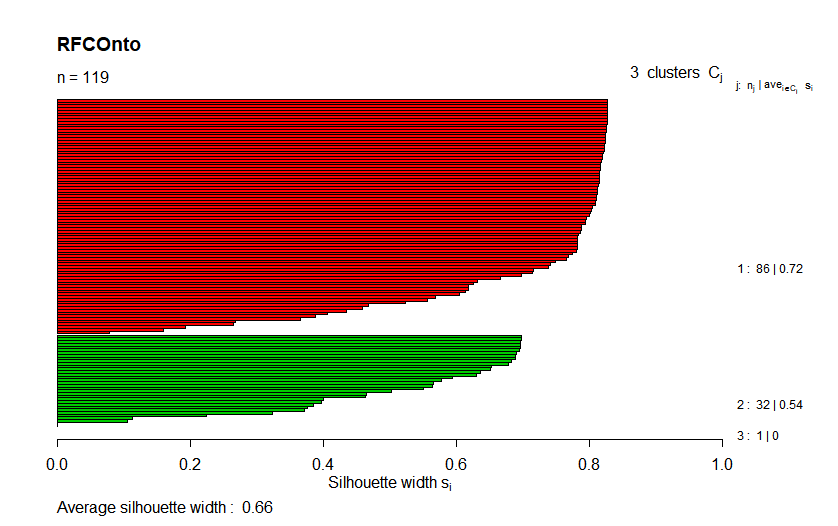 RFCOnto
n = 119
3 clusters Cj
j: nj | avei∈Cj si
1 : 86 | 0.72
2 : 32 | 0.54
3 : 1 | 0
0.0 0.2 0.4 0.6 0.8 1.0
Silhouette width si
Average silhouette width : 0.66